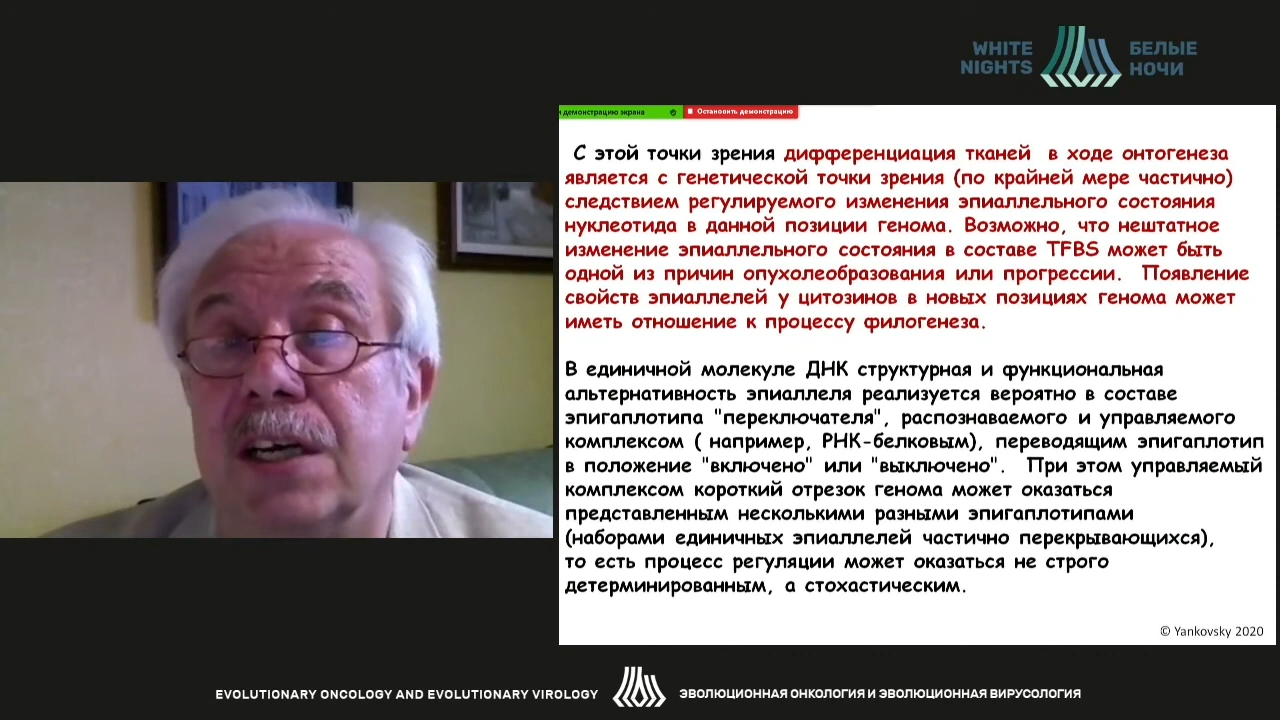 WHITE
NIGHTS
БЕЛЫЕ
НОЧИ
демонстрацию экрана
Остановить демонстрацию
С этой точки зрения дифференциация тканей в ходе онтогенеза
является с генетической точки зрения (по крайней мере частично)
следствием регулируемого изменения эпиаллельного состояния
нуклеотида в данной позиции генома. Возможно, что нештатное
изменение эпиаллельного состояния в составе TFBS может быть
одной из причин опухолеобразования или прогрессии. Появление
свойств эпиаллелей у цитозинов в новых позициях генома может
иметь отношение к процессу филогенеза.
В единичной молекуле ДНК структурная и функциональная
альтернативность эпиаллеля реализуется вероятно в составе
эпигаплотипа "переключателя", распознаваемого и управляемого
комплексом ( например, РНК-белковым), переводящим эпигаплотип
в положение "включено" или "выключено". При этом управляемый
комплексом короткий отрезок генома может оказаться
представленным несколькими разными эпигаплотипами
(наборами единичных эпиаллелей частично перекрывающихся),
то есть процесс регуляции может оказаться не строго
детерминированным, а стохастическим.
© Yankovsky 2020
EVOLUTIONARY ONCOLOGY AND EVOLUTIONARY VIROLOGY
ЭВОЛЮЦИОННАЯ ОНКОЛОГИЯ И ЭВОЛЮЦИОННАЯ ВИРУСОЛОГИЯ